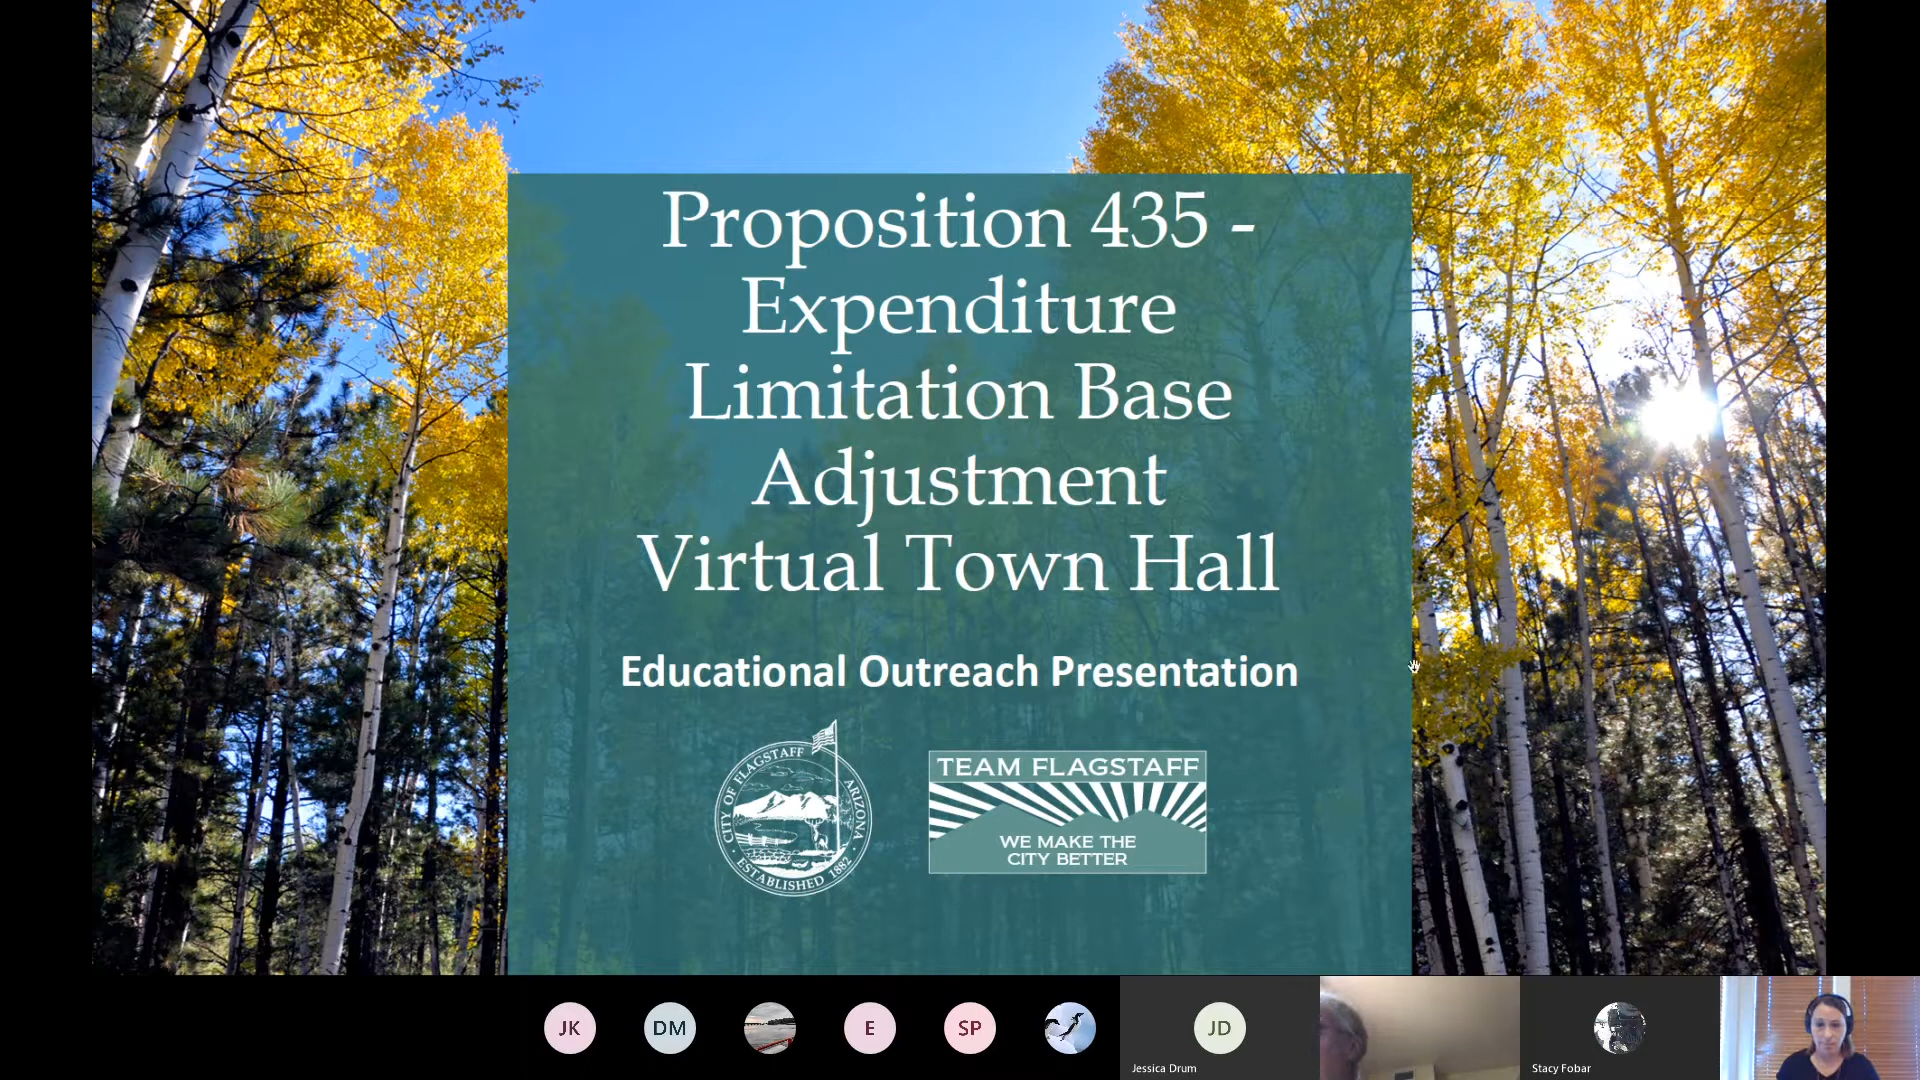 Proposition 435 -
Expenditure
Limitation Base
Adjustment
Virtual Town Hall
Educational Outreach Presentation
CITY OF FLAGSTAFF
ARIZONA
ESTABLISHED 1882
TEAM FLAGSTAFF
WE MAKE THE
CITY BETTER
JK
DM
E
SP
JD
Jessica Drum
Stacy Fobar